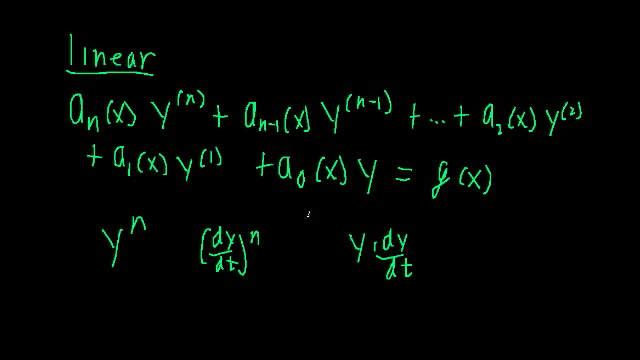 linear
aₙ(x) y⁽ⁿ⁾ + aₙ₋₁(x) y⁽ⁿ⁻¹⁾ + ... + a₂(x) y⁽²⁾
+ a₁(x) y⁽¹⁾ + a₀(x) y = g(x)
yⁿ (dy/dt)ⁿ y · dy/dt